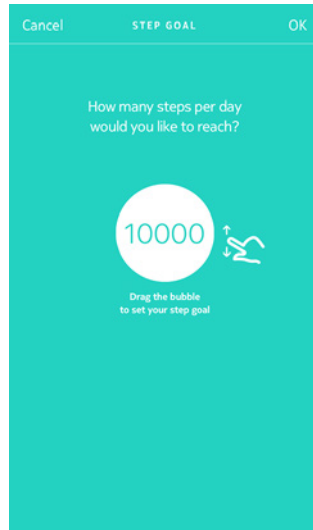 Cancel STEP GOAL OK
How many steps per day
would you like to reach?
10000
Drag the bubble
to set your step goal